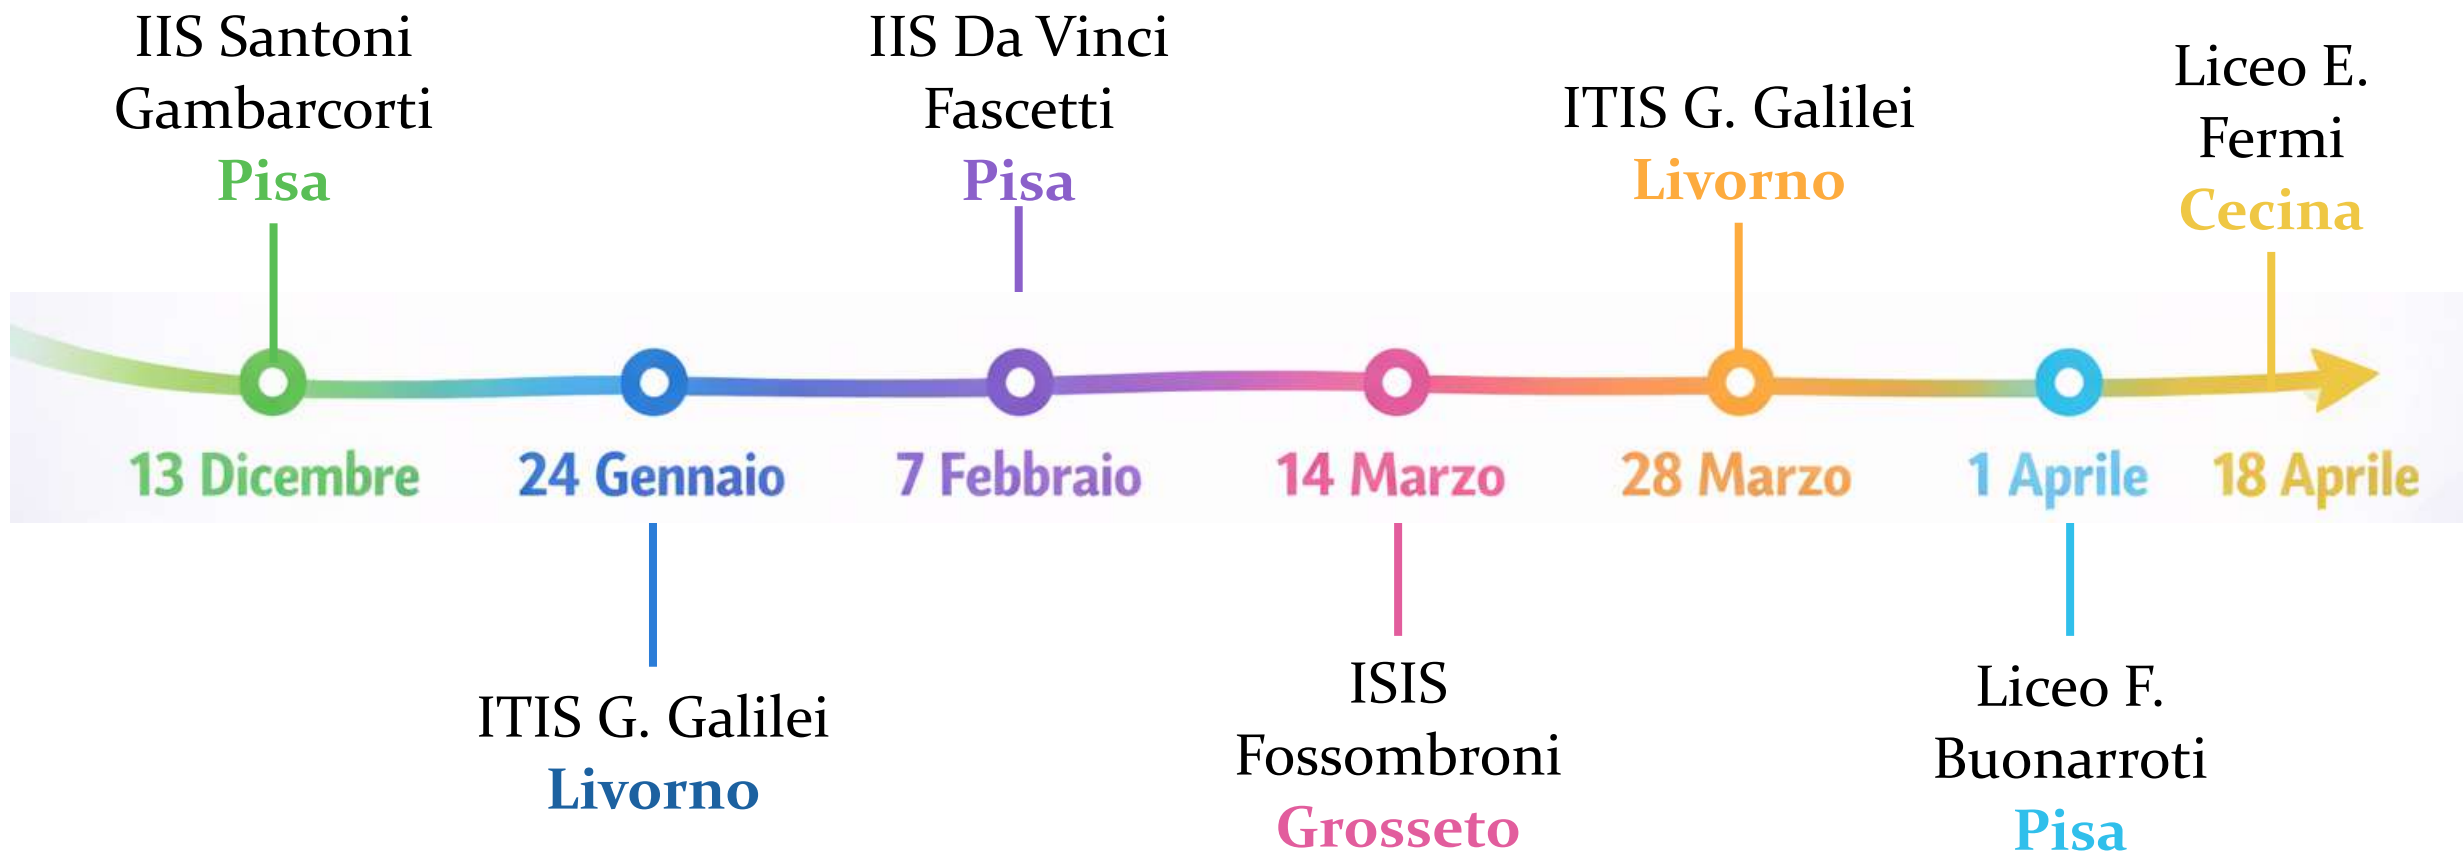 IIS Santoni
Gambarcorti
Pisa
IIS Da Vinci
Fascetti
Pisa
ITIS G. Galilei
Livorno
Liceo E.
Fermi
Cecina
13 Dicembre
24 Gennaio
7 Febbraio
14 Marzo
28 Marzo
1 Aprile
18 Aprile
ITIS G. Galilei
Livorno
ISIS
Fossombroni
Grosseto
Liceo F.
Buonarroti
Pisa